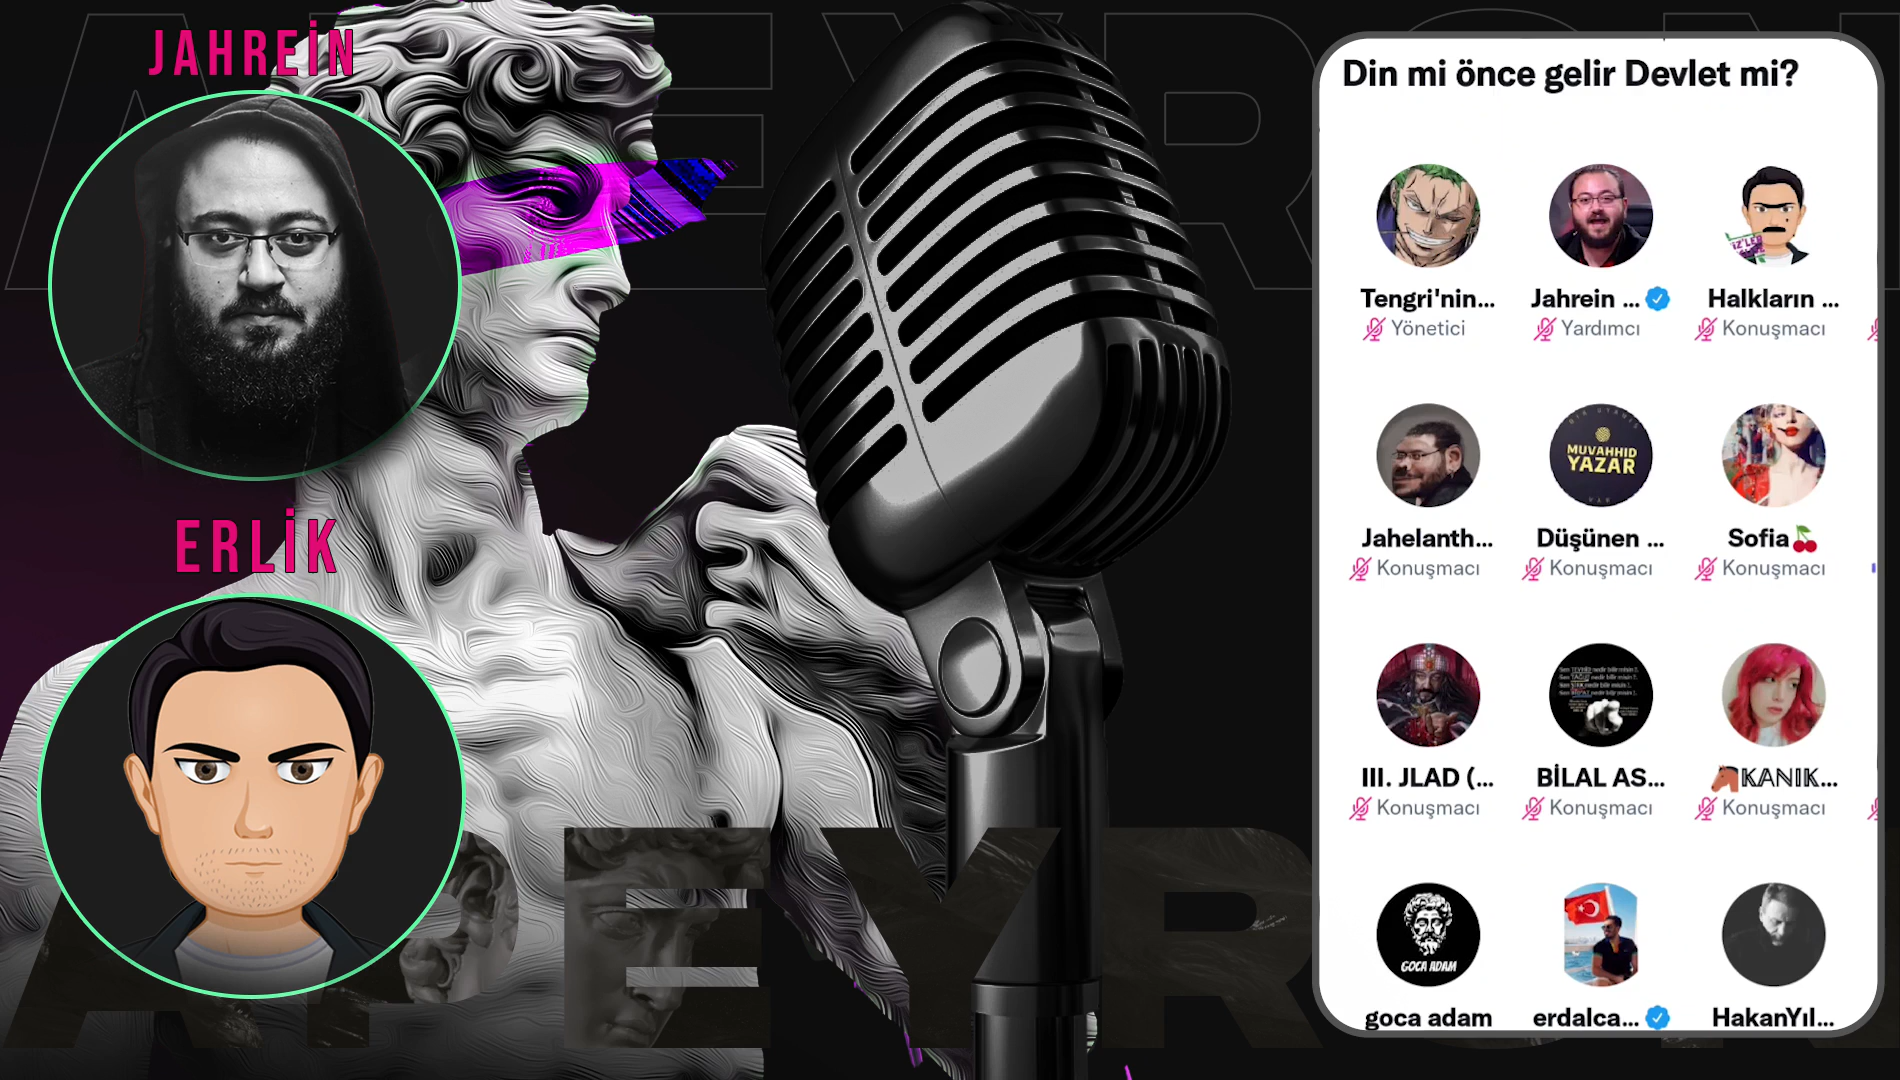 JAHREİN
ERLİK
Din mi önce gelir Devlet mi?
Tengri'nin...
Yönetici
Jahrein ...
Yardımcı
Halkların ...
Konuşmacı
Jahelanth...
Konuşmacı
MUVAHHID
YAZAR
Düşünen ...
Konuşmacı
Sofia🍒
Konuşmacı
III. JLAD (...
Konuşmacı
BİLAL AS...
Konuşmacı
🐴KANIK...
Konuşmacı
GOCA ADAM
goca adam
erdalca...
HakanYıl...